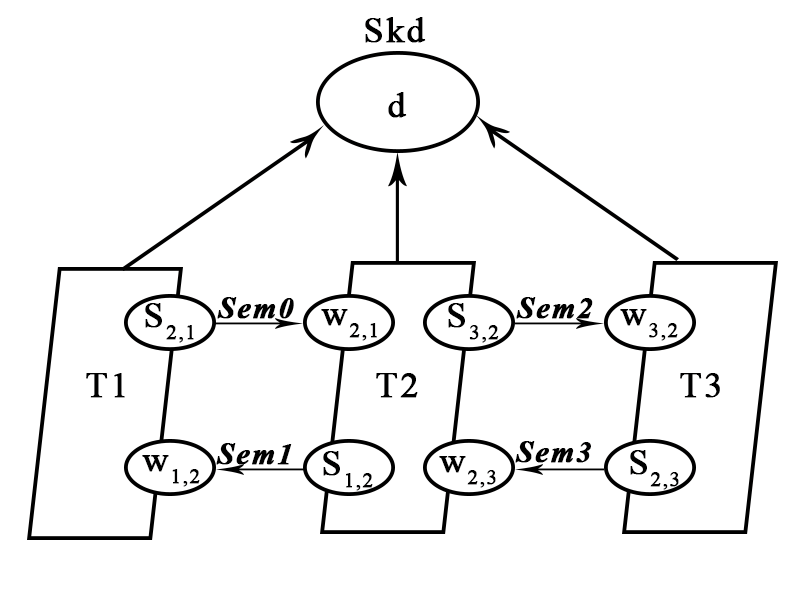 Skd
d
S2,1 Sem0 w2,1 S3,2 Sem2 w3,2
T1 T2 T3
w1,2 Sem1 S1,2 w2,3 Sem3 S2,3